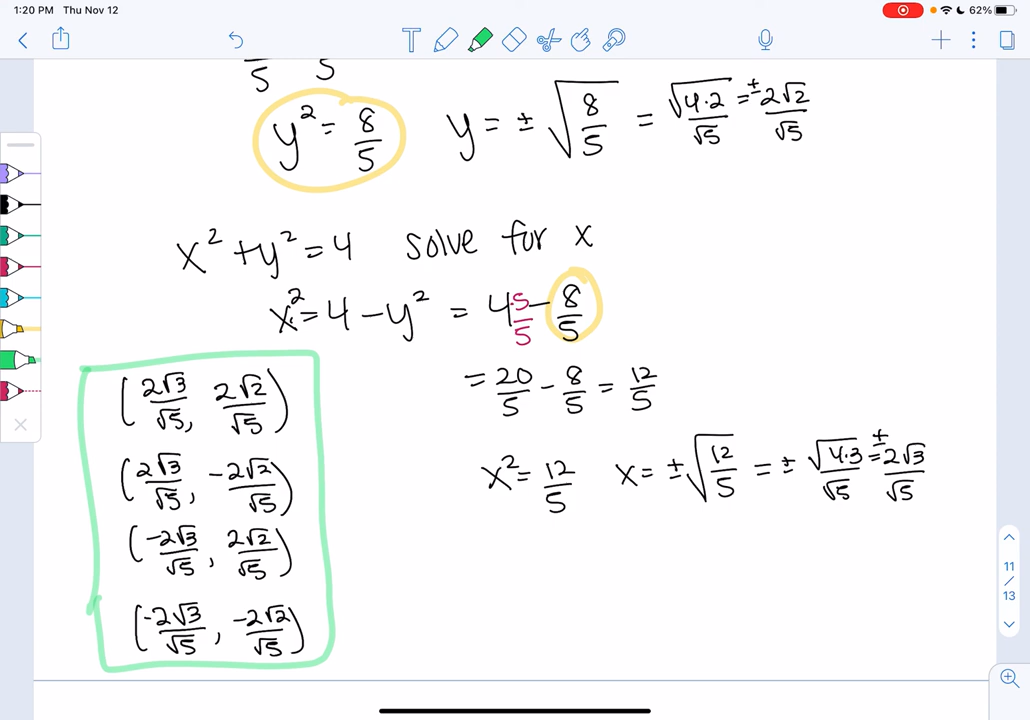 1:20 PM Thu Nov 12
62%
T
5 5
y² = 8/5 y = ± √(8/5) = √4·2/√5 = ± 2√2/√5
x² + y² = 4 solve for x
x² = 4 - y² = 4 5/5 - 8/5
= 20/5 - 8/5 = 12/5
x² = 12/5 x = ± √(12/5) = ± √4·3/√5 = ± 2√3/√5
(2√3/√5, 2√2/√5)
(2√3/√5, -2√2/√5)
(-2√3/√5, 2√2/√5)
(-2√3/√5, -2√2/√5)
11
/
13